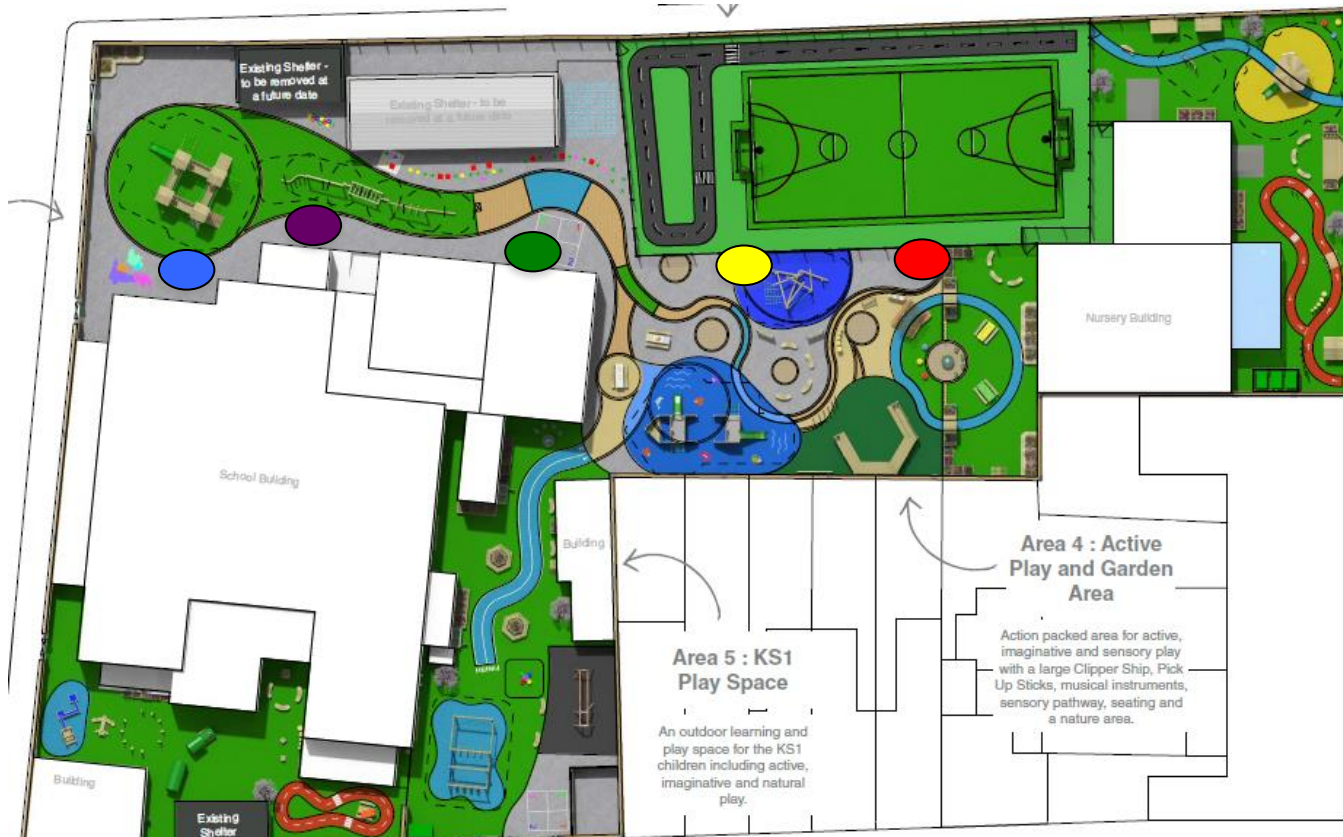 Existing Shelter -
to be removed at
a future date
Existing Shelter - to be
removed at a future date
Nursery Building
School Building
Building
Area 4 : Active
Play and Garden
Area
Action packed area for active,
imaginative and sensory play
with a large Clipper Ship, Pick
Up Sticks, musical instruments,
sensory pathway, seating and
a nature area.
Area 5 : KS1
Play Space
An outdoor learning and
play space for the KS1
children including active,
imaginative and natural
play.
FINISH
Building
Existing
Shelter